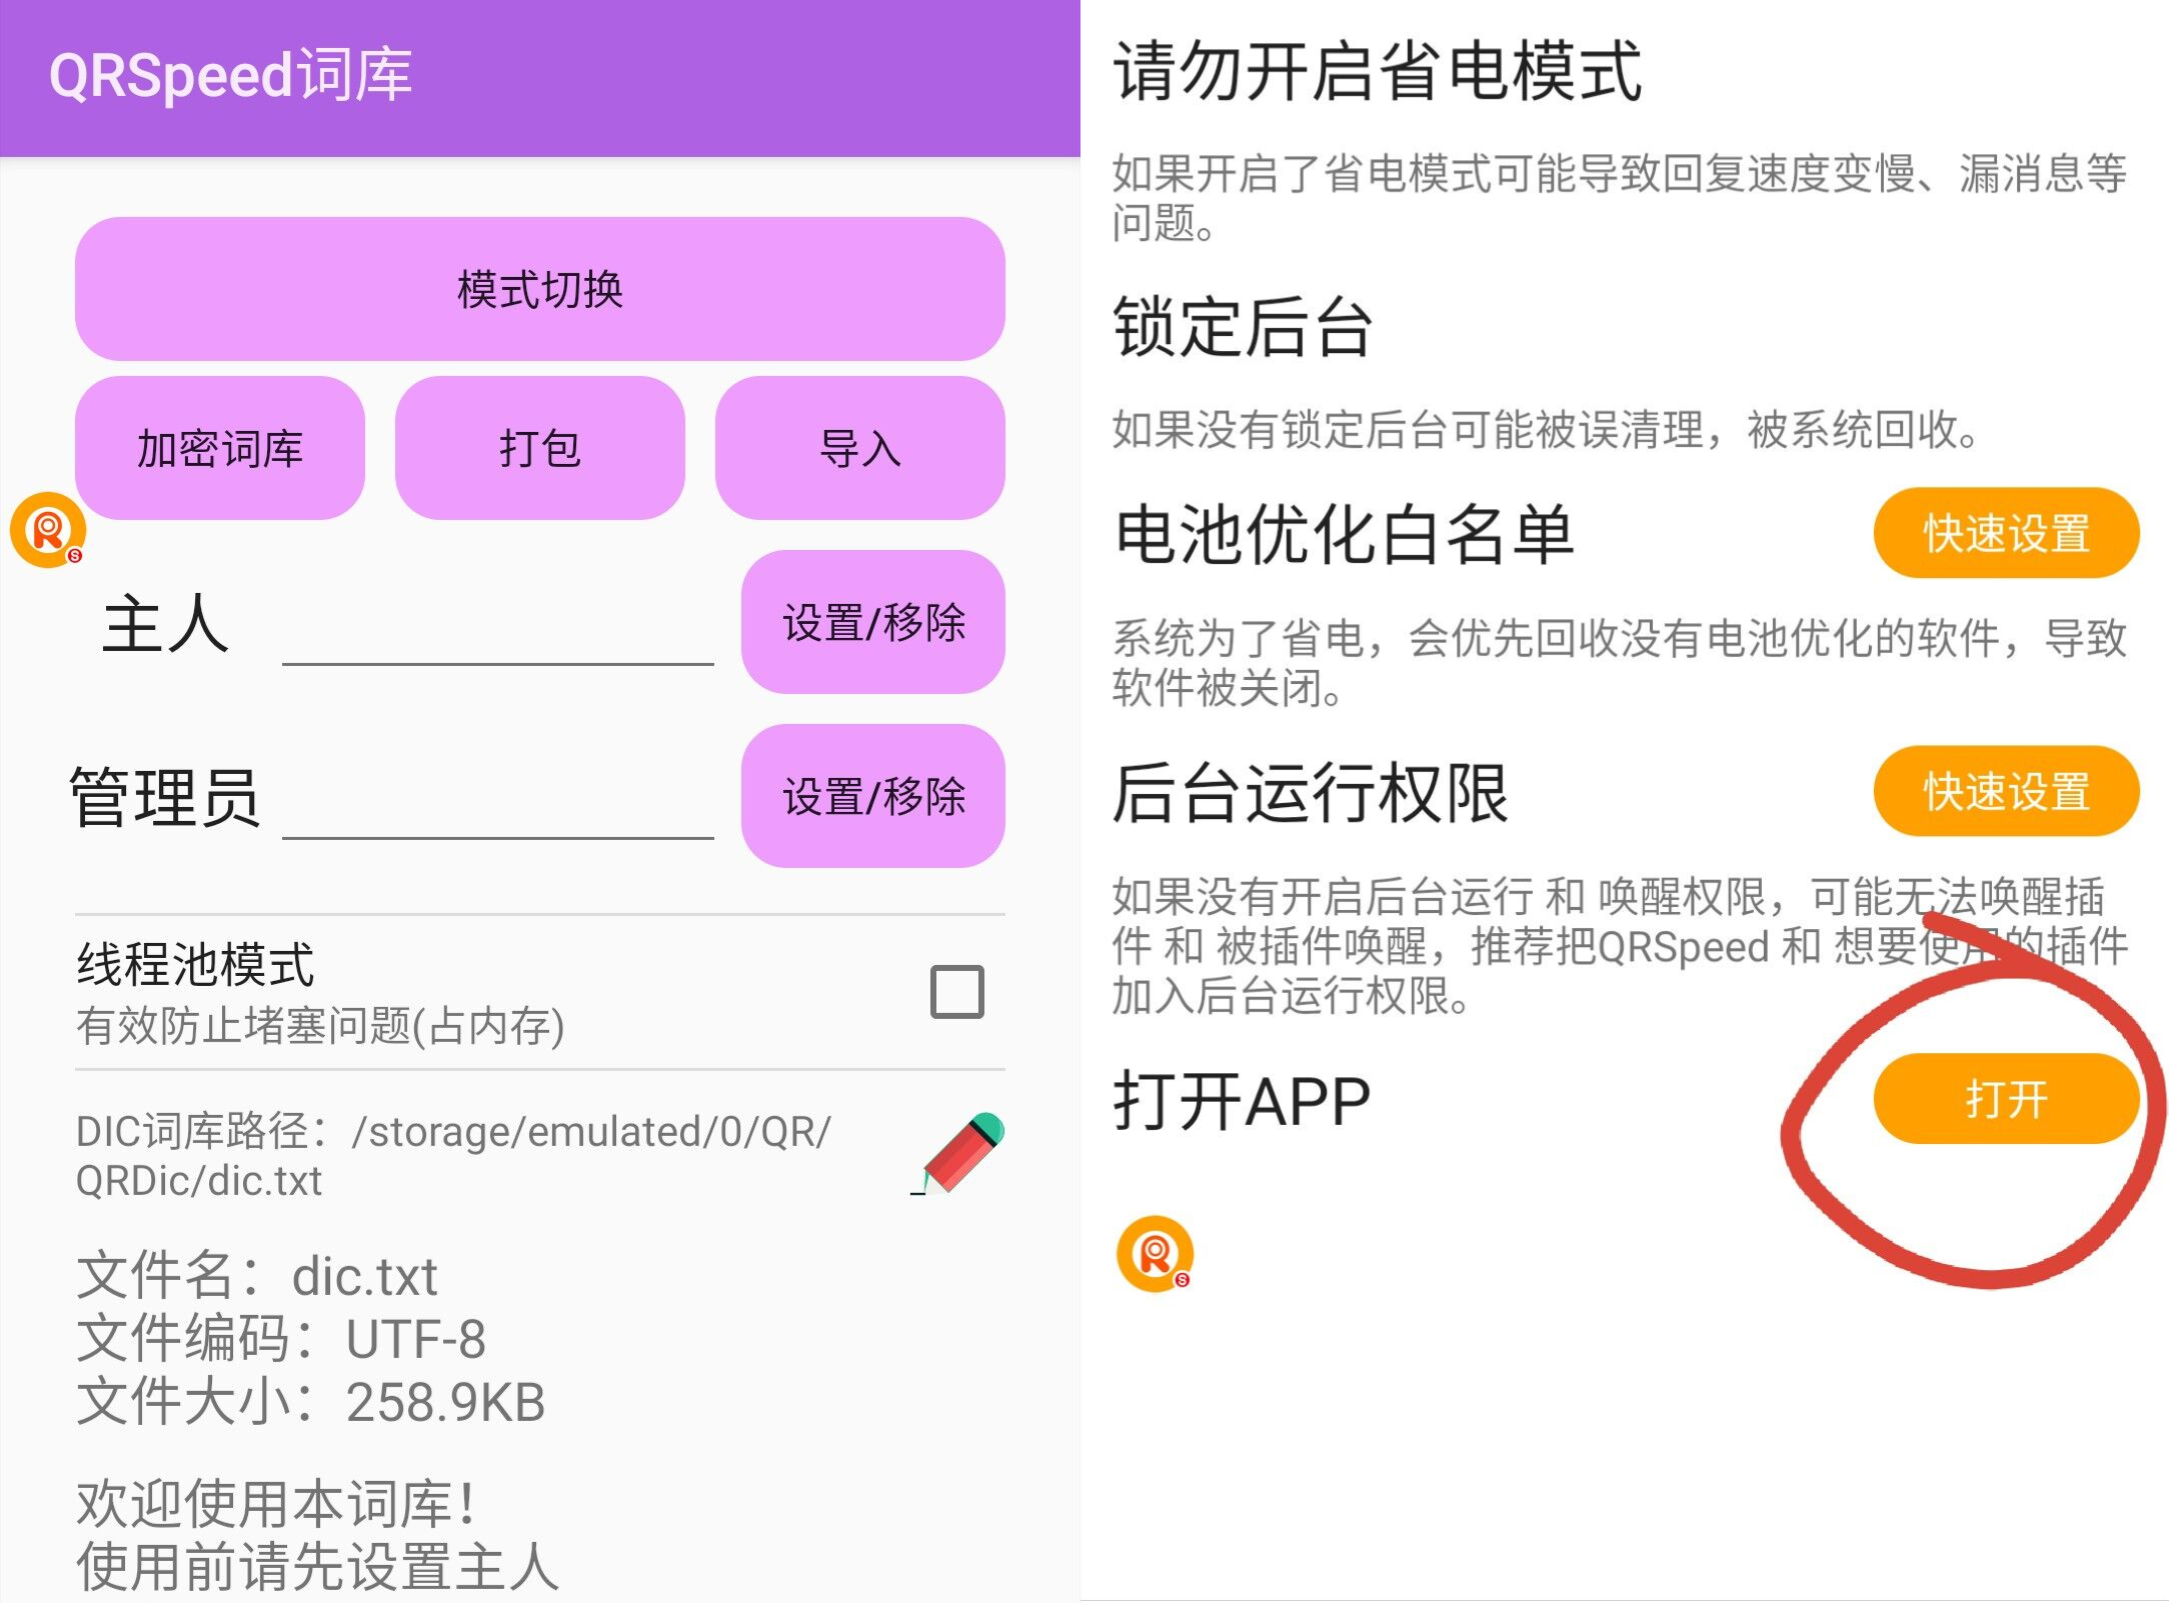 QRSpeed词库
模式切换
加密词库
打包
导入
主人
设置/移除
管理员
设置/移除
线程池模式
有效防止堵塞问题(占内存)
DIC词库路径：/storage/emulated/0/QR/
QRDic/dic.txt
文件名：dic.txt
文件编码：UTF-8
文件大小：258.9KB
欢迎使用本词库！
使用前请先设置主人
请勿开启省电模式
如果开启了省电模式可能导致回复速度变慢、漏消息等
问题。
锁定后台
如果没有锁定后台可能被误清理，被系统回收。
电池优化白名单
快速设置
系统为了省电，会优先回收没有电池优化的软件，导致
软件被关闭。
后台运行权限
快速设置
如果没有开启后台运行 和 唤醒权限，可能无法唤醒插
件 和 被插件唤醒，推荐把QRSpeed 和 想要使用的插件
加入后台运行权限。
打开APP
打开